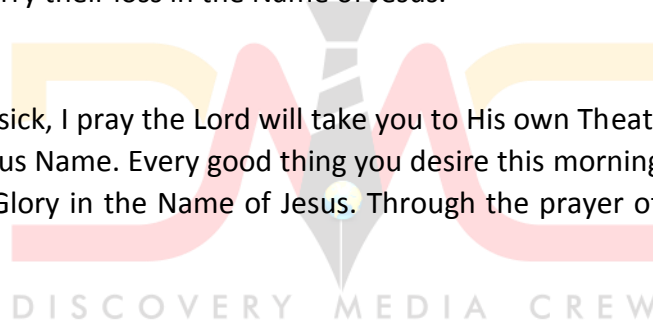 their loss in the Name of Jesus.
sick, I pray the Lord will take you to His own Theat
us Name. Every good thing you desire this morning
Glory in the Name of Jesus. Through the prayer of
DISCOVERY MEDIA CREW